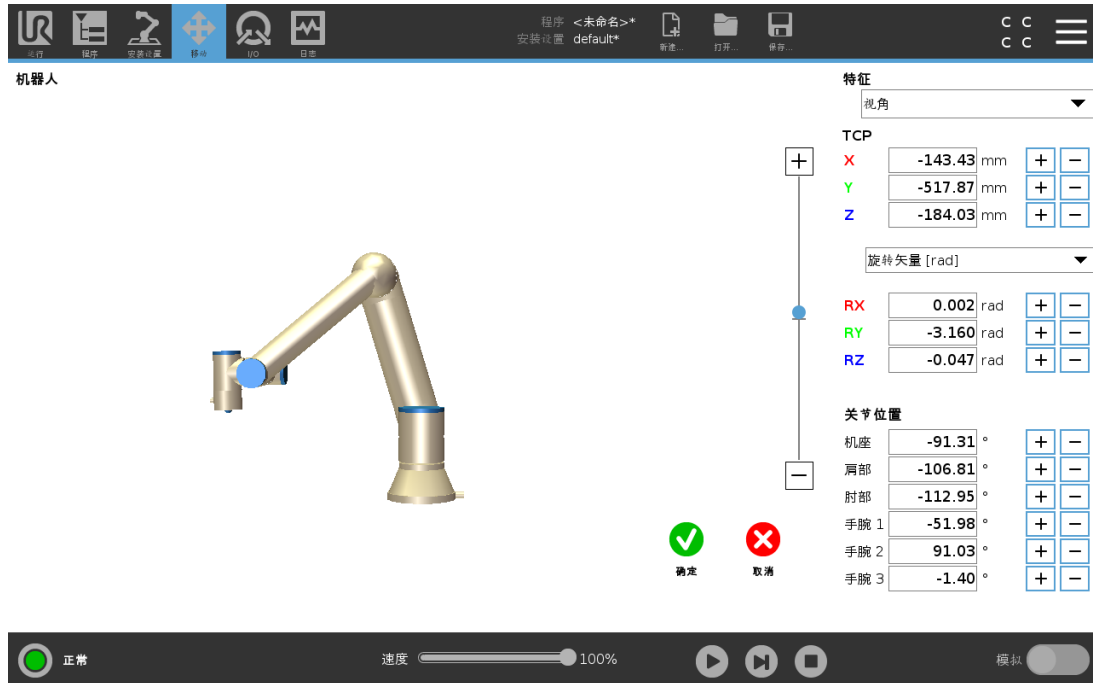 UR
运行
程序
安装设置
移动
I/O
日志
程序 <未命名>*
安装设置 default*
新建...
打开...
保存...
C C
C C
机器人
特征
视角
TCP
X -143.43 mm + −
Y -517.87 mm + −
Z -184.03 mm + −
旋转矢量 [rad]
RX 0.002 rad + −
RY -3.160 rad + −
RZ -0.047 rad + −
关节位置
机座 -91.31 ° + −
肩部 -106.81 ° + −
肘部 -112.95 ° + −
手腕 1 -51.98 ° + −
手腕 2 91.03 ° + −
手腕 3 -1.40 ° + −
+
−
确定
取消
正常
速度 100%
模拟